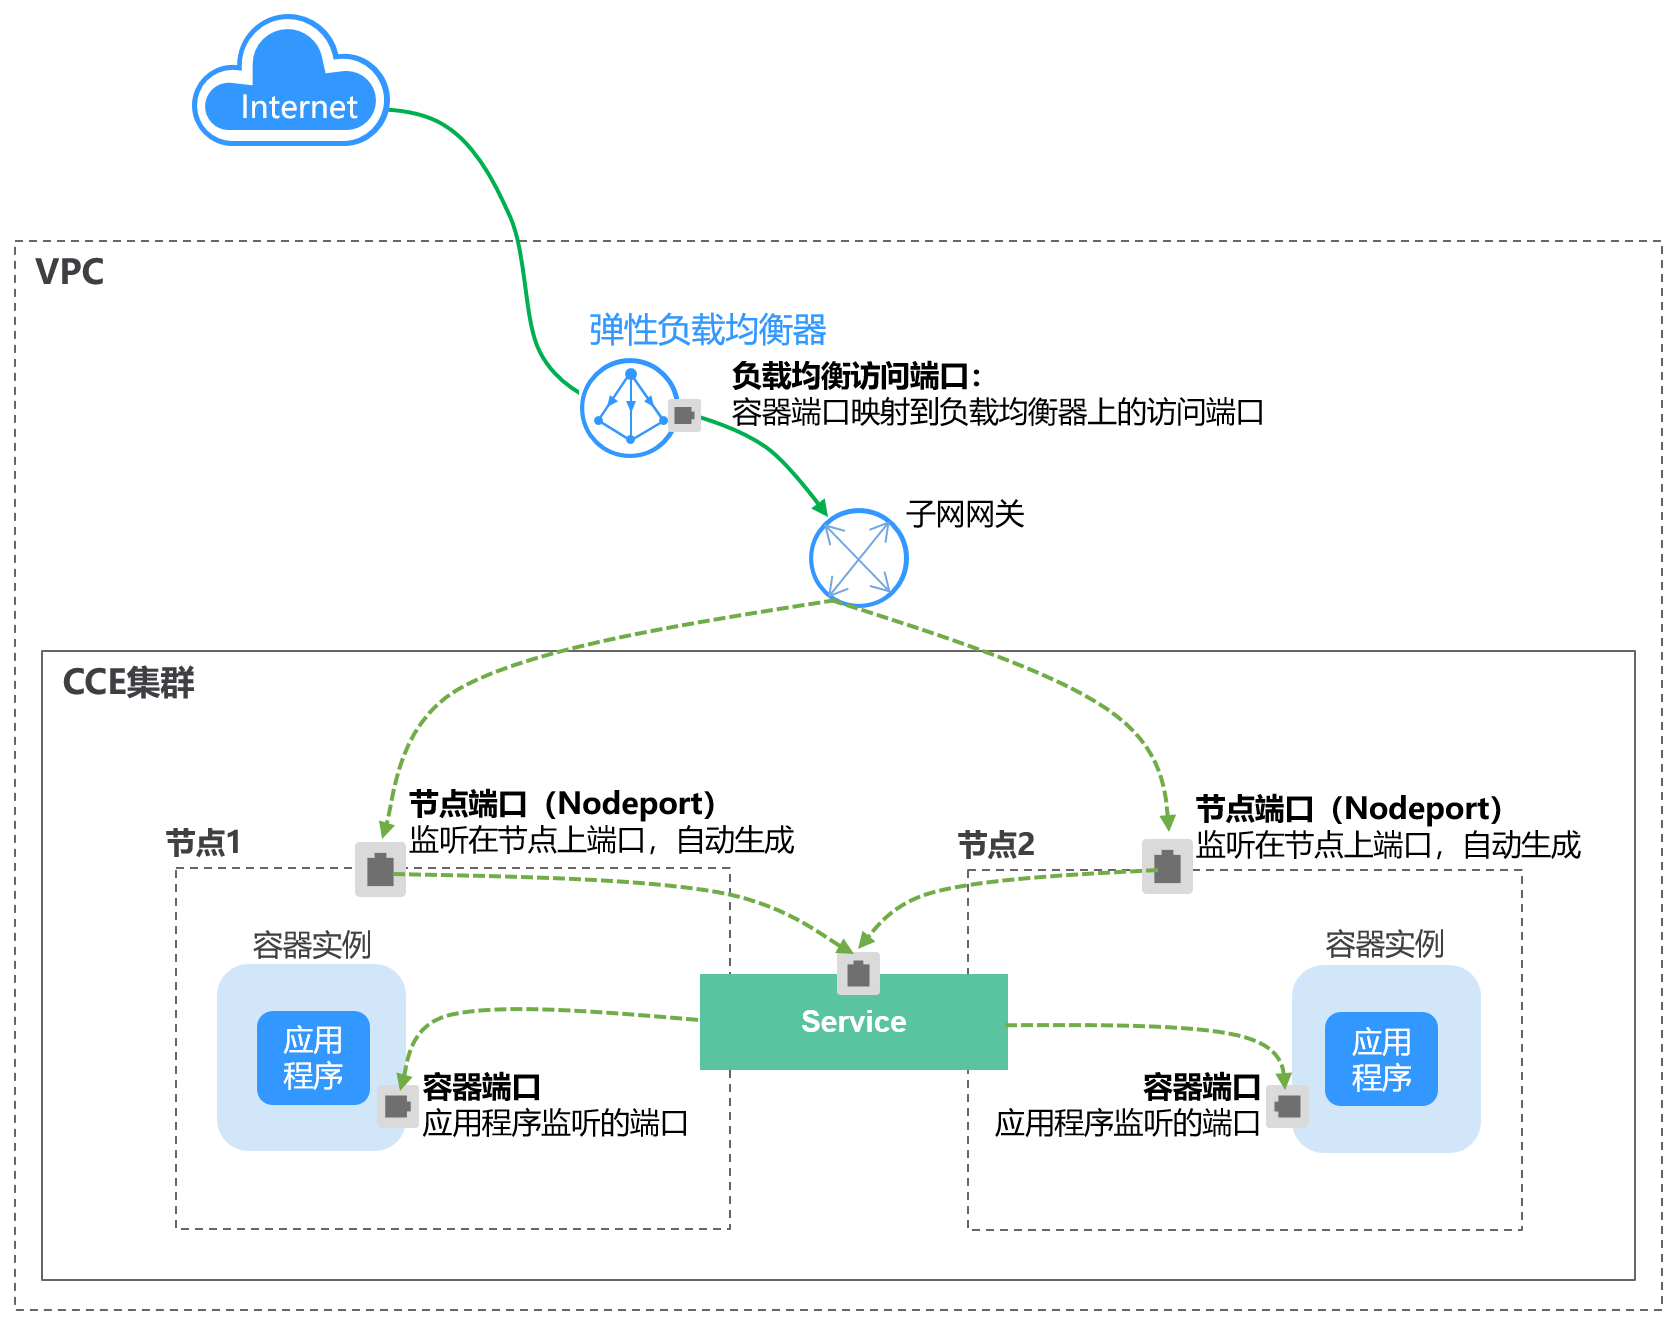 Internet
VPC
弹性负载均衡器
负载均衡访问端口：
容器端口映射到负载均衡器上的访问端口
子网网关
CCE集群
节点端口（Nodeport）
监听在节点上端口，自动生成
节点端口（Nodeport）
监听在节点上端口，自动生成
节点1
节点2
容器实例
容器实例
应用
程序
Service
应用
程序
容器端口
应用程序监听的端口
容器端口
应用程序监听的端口